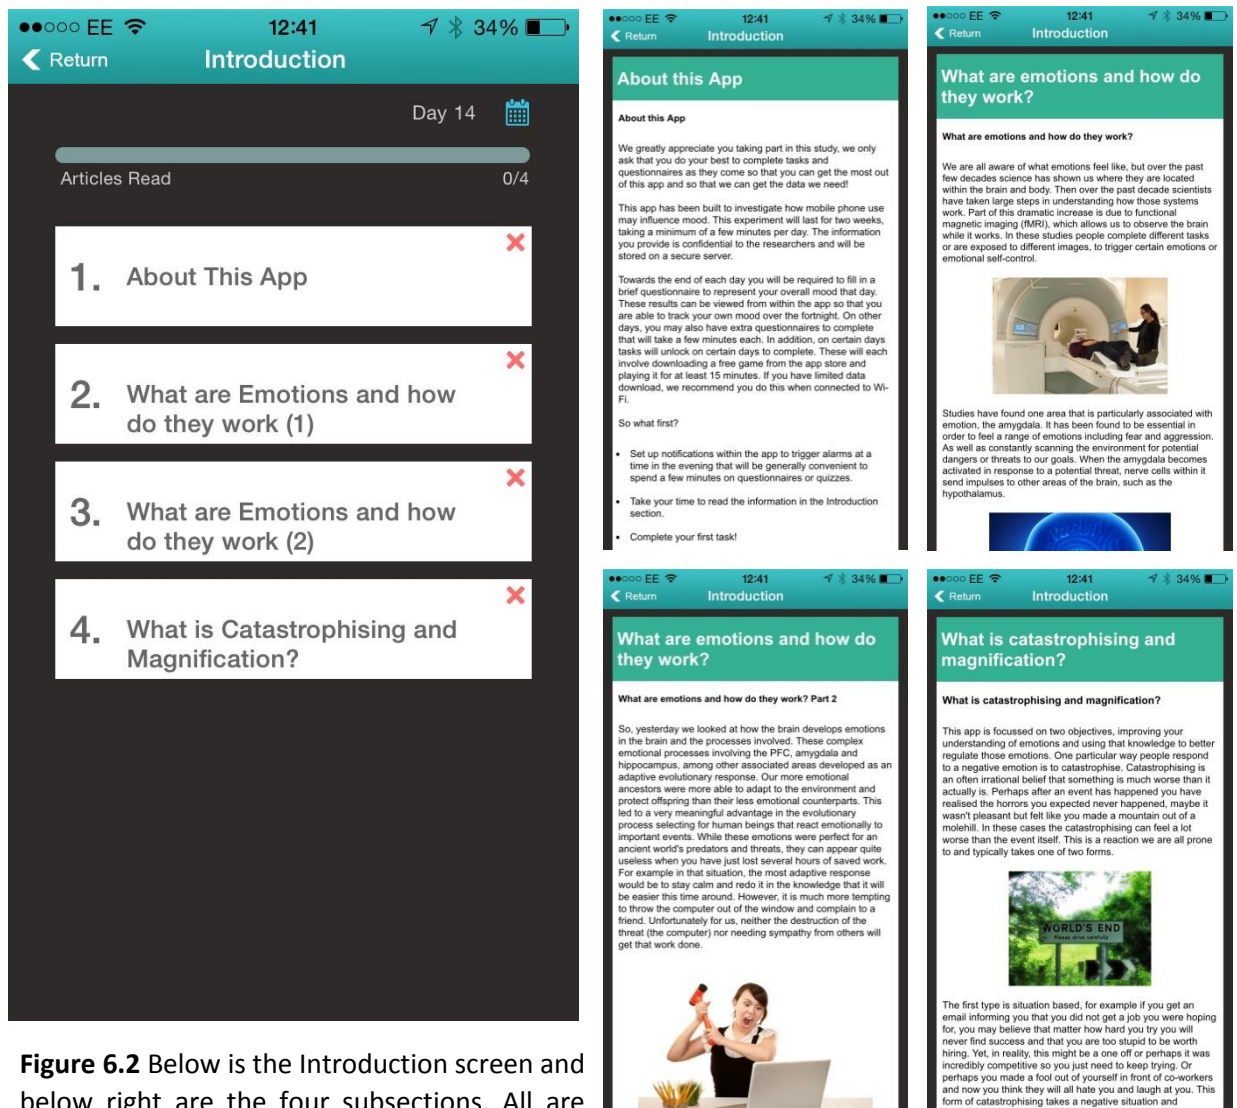 ●●○○○ EE 12:41 34%
Return Introduction
Day 14
Articles Read 0/4
1. About This App
2. What are Emotions and how
do they work (1)
3. What are Emotions and how
do they work (2)
4. What is Catastrophising and
Magnification?
Figure 6.2 Below is the Introduction screen and
below right are the four subsections. All are
●●○○○ EE 12:41 34%
Return Introduction
About this App
About this App
We greatly appreciate you taking part in this study, we only
ask that you do your best to complete tasks and
questionnaires as they come so that you can get the most out
of this app and so that we can get the data we need!
This app has been built to investigate how mobile phone use
may influence mood. This experiment will last for two weeks,
taking a minimum of a few minutes per day. The information
you provide is confidential to the researchers and will be
stored on a secure server.
Towards the end of each day you will be required to fill in a
brief questionnaire to represent your overall mood that day.
These results can be viewed from within the app so that you
are able to track your own mood over the fortnight. On other
days, you may also have extra questionnaires to complete
that will take a few minutes each. In addition, on certain days
tasks will unlock on certain days to complete. These will each
involve downloading a free game from the app store and
playing it for at least 15 minutes. If you have limited data
download, we recommend you do this when connected to Wi-
Fi.
So what first?
• Set up notifications within the app to trigger alarms at a
time in the evening that will be generally convenient to
spend a few minutes on questionnaires or quizzes.
• Take your time to read the information in the Introduction
section.
• Complete your first task!
●●○○○ EE 12:41 34%
Return Introduction
What are emotions and how do
they work?
What are emotions and how do they work?
We are all aware of what emotions feel like, but over the past
few decades science has shown us where they are located
within the brain and body. Then over the past decade scientists
have taken large steps in understanding how those systems
work. Part of this dramatic increase is due to functional
magnetic imaging (fMRI), which allows us to observe the brain
while it works. In these studies people complete different tasks
or are exposed to different images, to trigger certain emotions or
emotional self-control.
Studies have found one area that is particularly associated with
emotion, the amygdala. It has been found to be essential in
order to feel a range of emotions including fear and aggression.
As well as constantly scanning the environment for potential
dangers or threats to our goals. When the amygdala becomes
activated in response to a potential threat, nerve cells within it
send impulses to other areas of the brain, such as the
hypothalamus.
●●○○○ EE 12:41 34%
Return Introduction
What are emotions and how do
they work?
What are emotions and how do they work? Part 2
So, yesterday we looked at how the brain develops emotions
in the brain and the processes involved. These complex
emotional processes involving the PFC, amygdala and
hippocampus, among other associated areas developed as an
adaptive evolutionary response. Our more emotional
ancestors were more able to adapt to the environment and
protect offspring than their less emotional counterparts. This
led to a very meaningful advantage in the evolutionary
process selecting for human beings that react emotionally to
important events. While these emotions were perfect for an
ancient world's predators and threats, they can appear quite
useless when you have just lost several hours of saved work.
For example in that situation, the most adaptive response
would be to stay calm and redo it in the knowledge that it will
be easier this time around. However, it is much more tempting
to throw the computer out of the window and complain to a
friend. Unfortunately for us, neither the destruction of the
threat (the computer) nor needing sympathy from others will
get that work done.
●●○○○ EE 12:41 34%
Return Introduction
What is catastrophising and
magnification?
What is catastrophising and magnification?
This app is focussed on two objectives, improving your
understanding of emotions and using that knowledge to better
regulate those emotions. One particular way people respond
to a negative emotion is to catastrophise. Catastrophising is
an often irrational belief that something is much worse than it
actually is. Perhaps after an event has happened you have
realised the horrors you expected never happened, maybe it
wasn't pleasant but felt like you made a mountain out of a
molehill. In these cases the catastrophising can feel a lot
worse than the event itself. This is a reaction we are all prone
to and typically takes one of two forms.
WORLD'S END
Please drive carefully
The first type is situation based, for example if you get an
email informing you that you did not get a job you were hoping
for, you may believe that matter how hard you try you will
never find success and that you are too stupid to be worth
hiring. Yet, in reality, this might be a one off or perhaps it was
incredibly competitive so you just need to keep trying. Or
perhaps you made a fool out of yourself in front of co-workers
and now you think they will all hate you and laugh at you. This
form of catastrophising takes a negative situation and